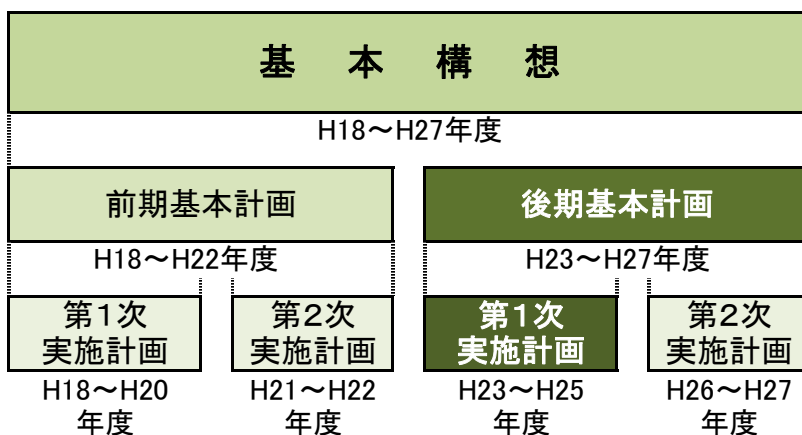 基 本 構 想
H18～H27年度
前期基本計画
後期基本計画
H18～H22年度
H23～H27年度
第１次
実施計画
第２次
実施計画
第１次
実施計画
第２次
実施計画
H18～H20
年度
H21～H22
年度
H23～H25
年度
H26～H27
年度